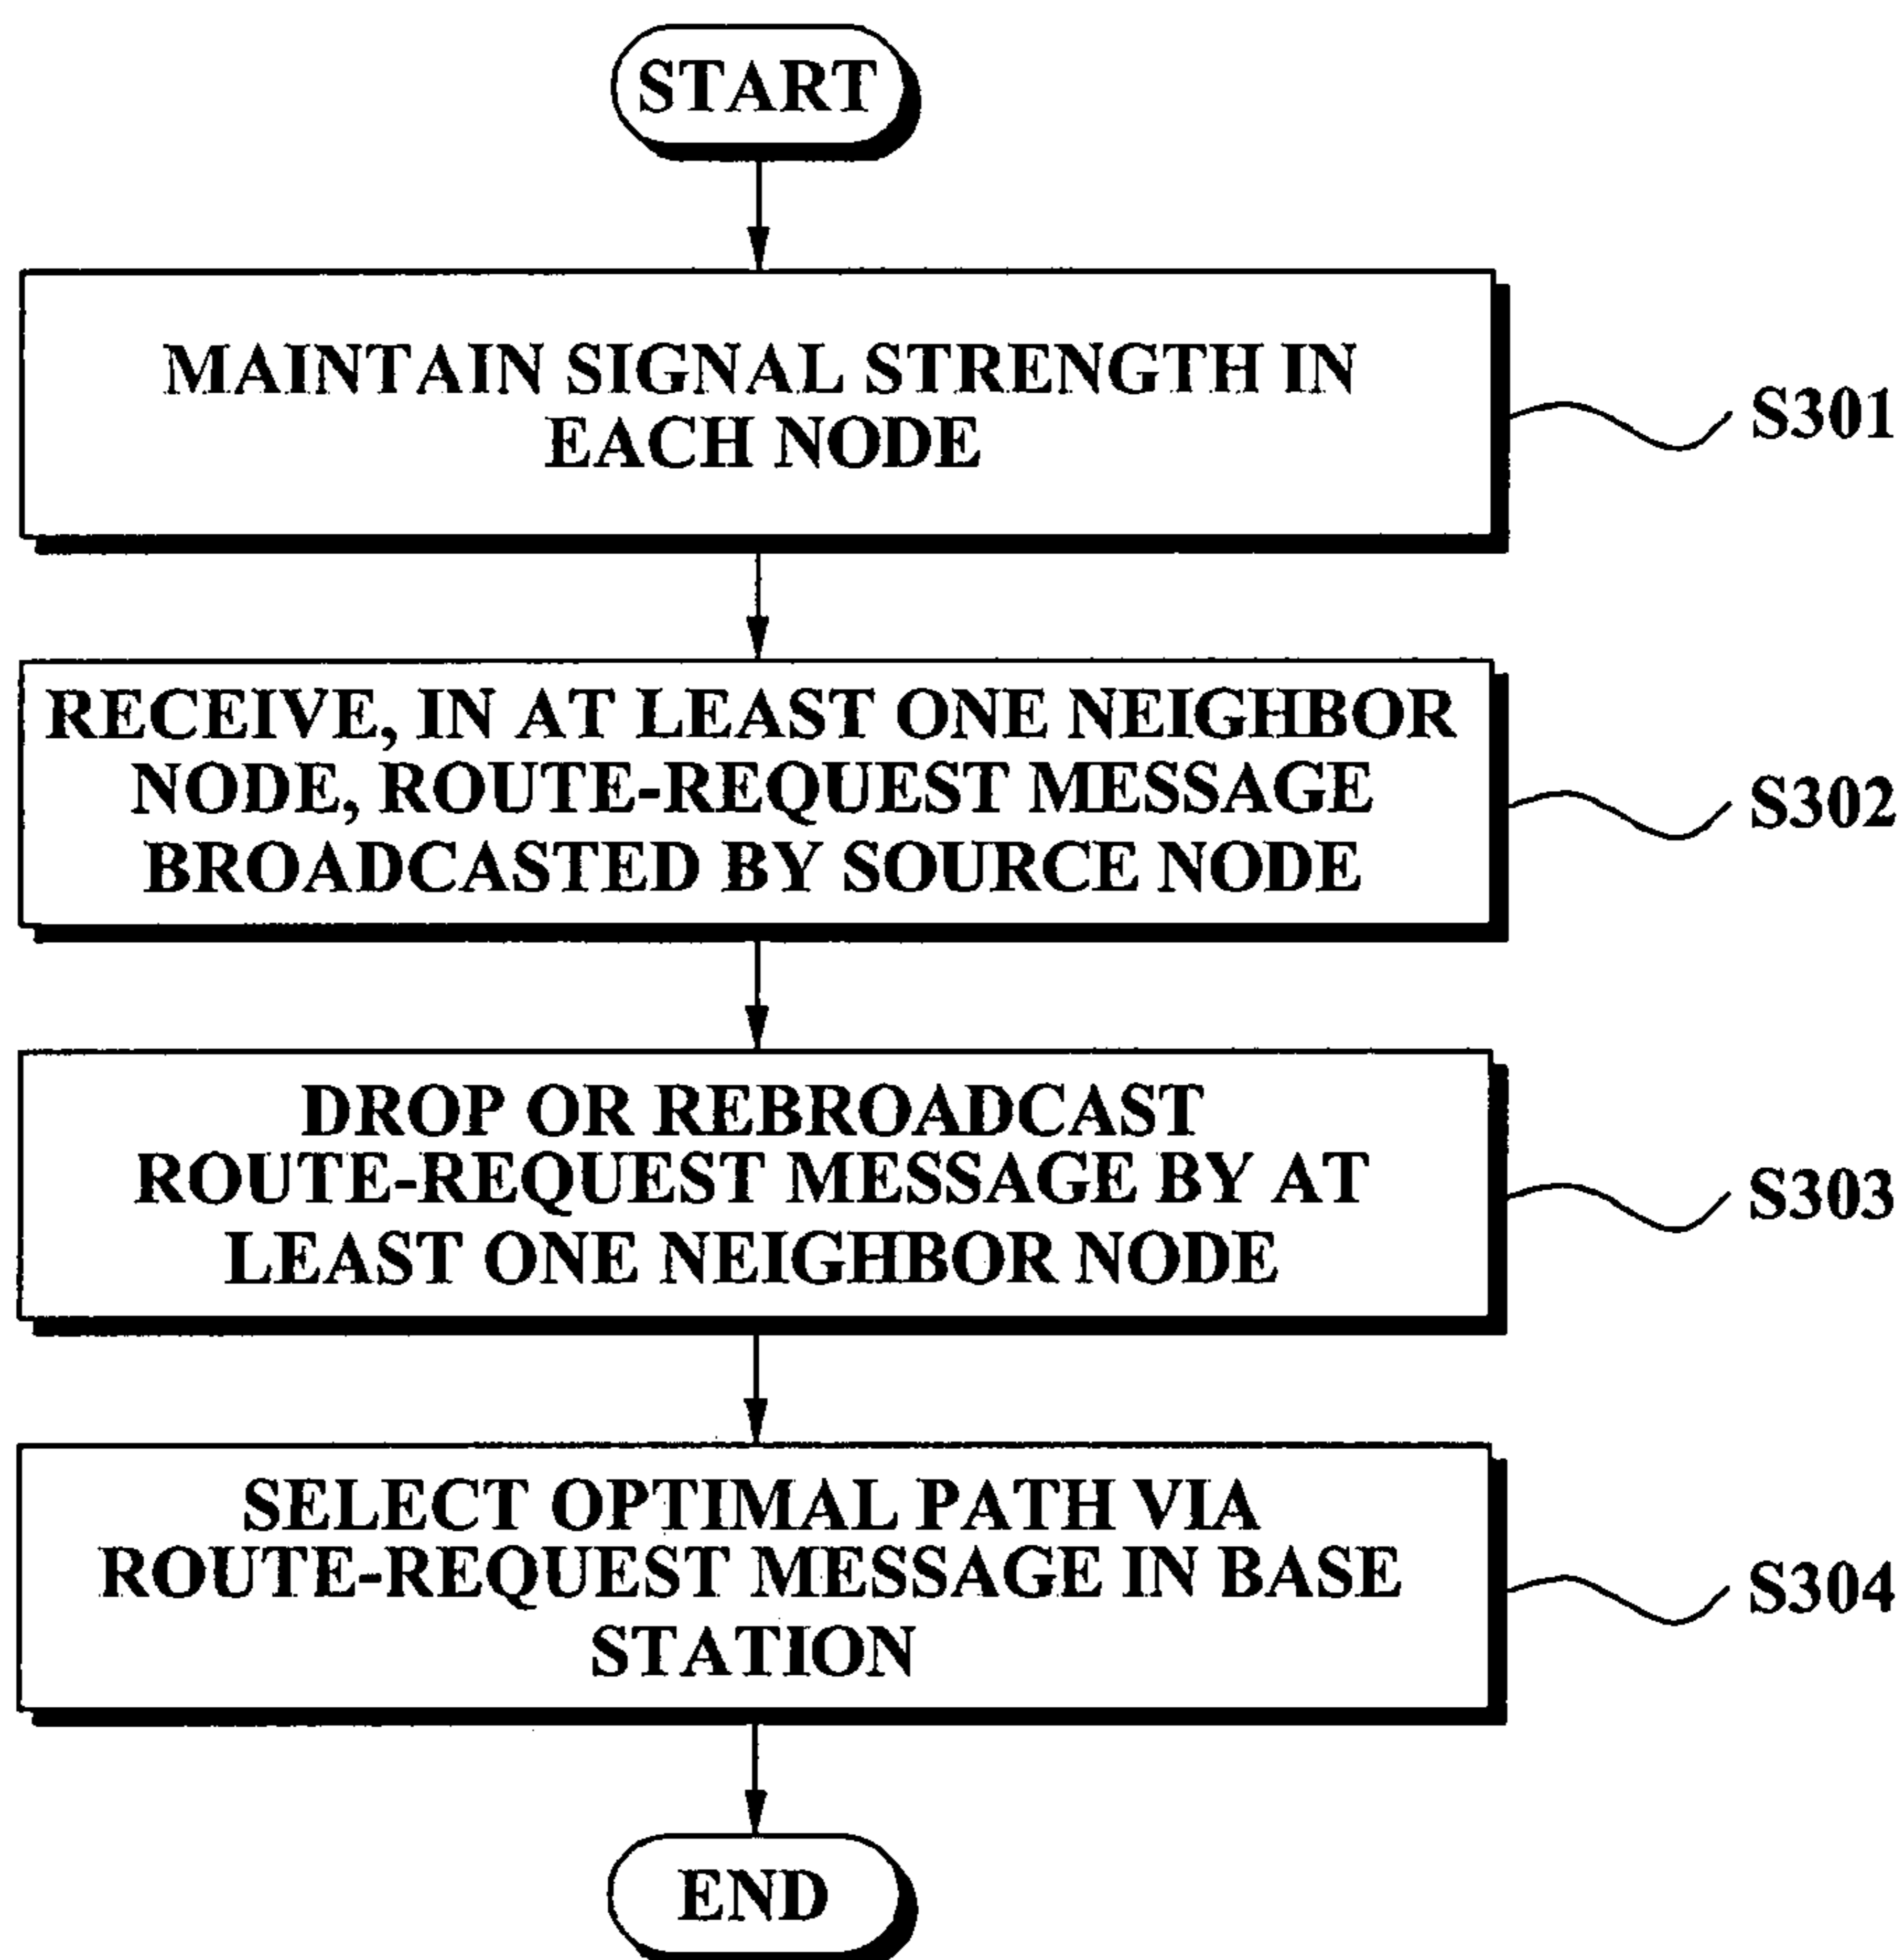 START
MAINTAIN SIGNAL STRENGTH IN
EACH NODE
S301
RECEIVE, IN AT LEAST ONE NEIGHBOR
NODE, ROUTE-REQUEST MESSAGE
BROADCASTED BY SOURCE NODE
S302
DROP OR REBROADCAST
ROUTE-REQUEST MESSAGE BY AT
LEAST ONE NEIGHBOR NODE
S303
SELECT OPTIMAL PATH VIA
ROUTE-REQUEST MESSAGE IN BASE
STATION
S304
END